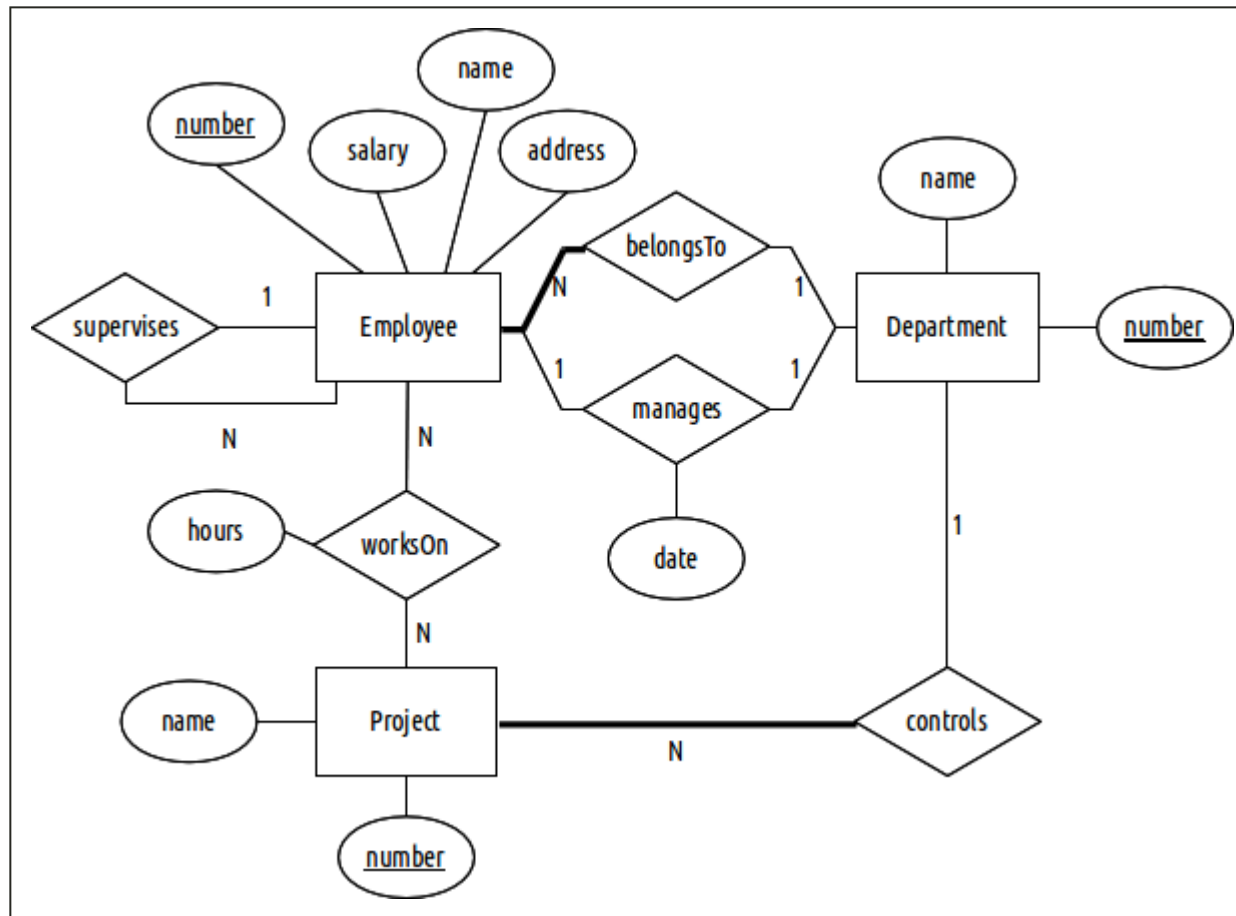 name
number
salary
address
name
belongsTo
N
1
1
supervises
Employee
Department
number
1
1
manages
N
N
hours
worksOn
date
1
N
name
Project
controls
N
number